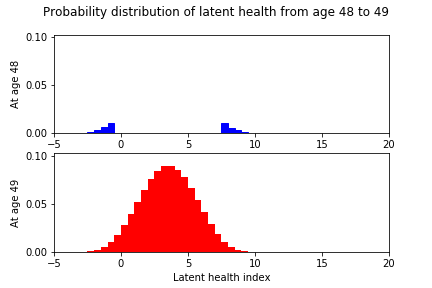 Probability distribution of latent health from age 48 to 49
At age 48
0.10
0.05
0.00
−5 0 5 10 15 20
At age 49
0.10
0.05
0.00
−5 0 5 10 15 20
Latent health index